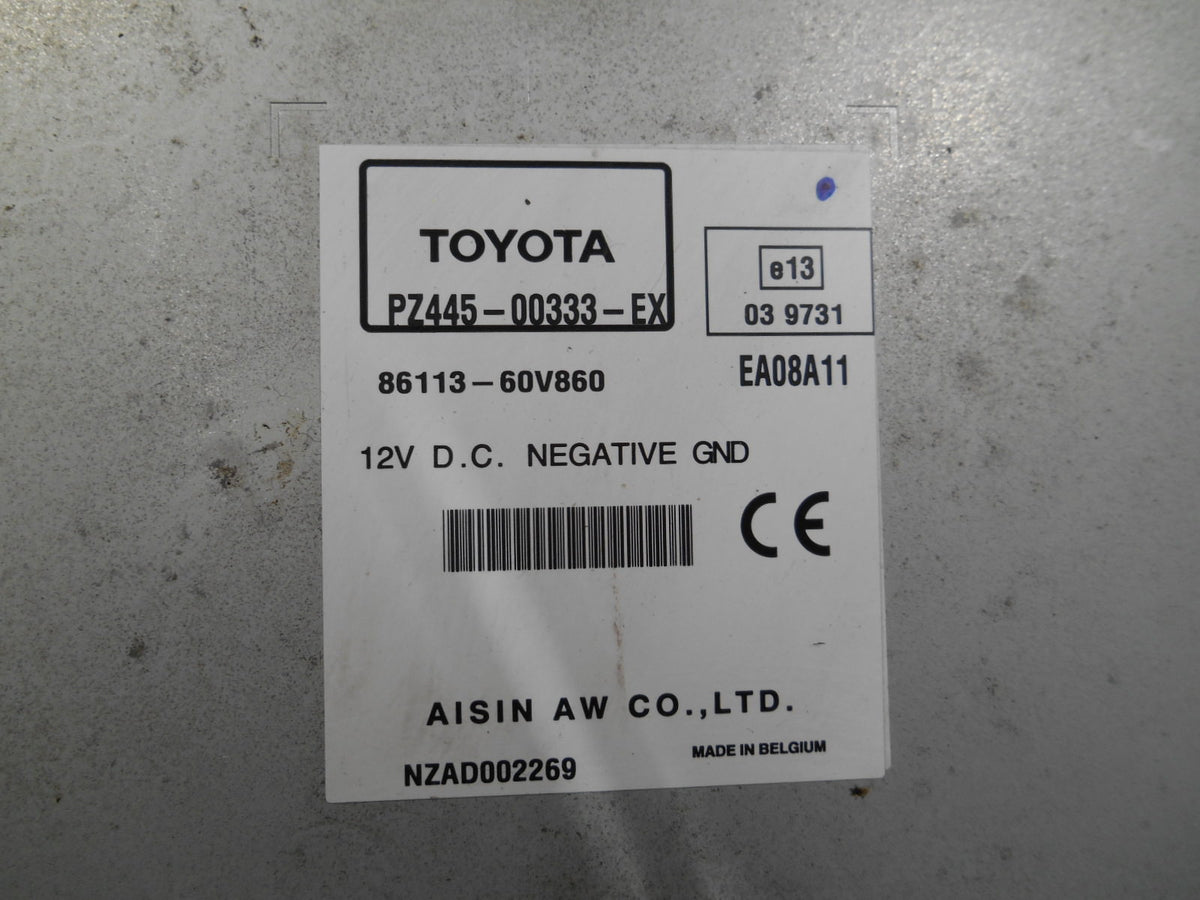 TOYOTA
PZ445-00333-EX
e13
03 9731
86113-60V860
EA08A11
12V D.C. NEGATIVE GND
CE
AISIN AW CO.,LTD.
MADE IN BELGIUM
NZAD002269